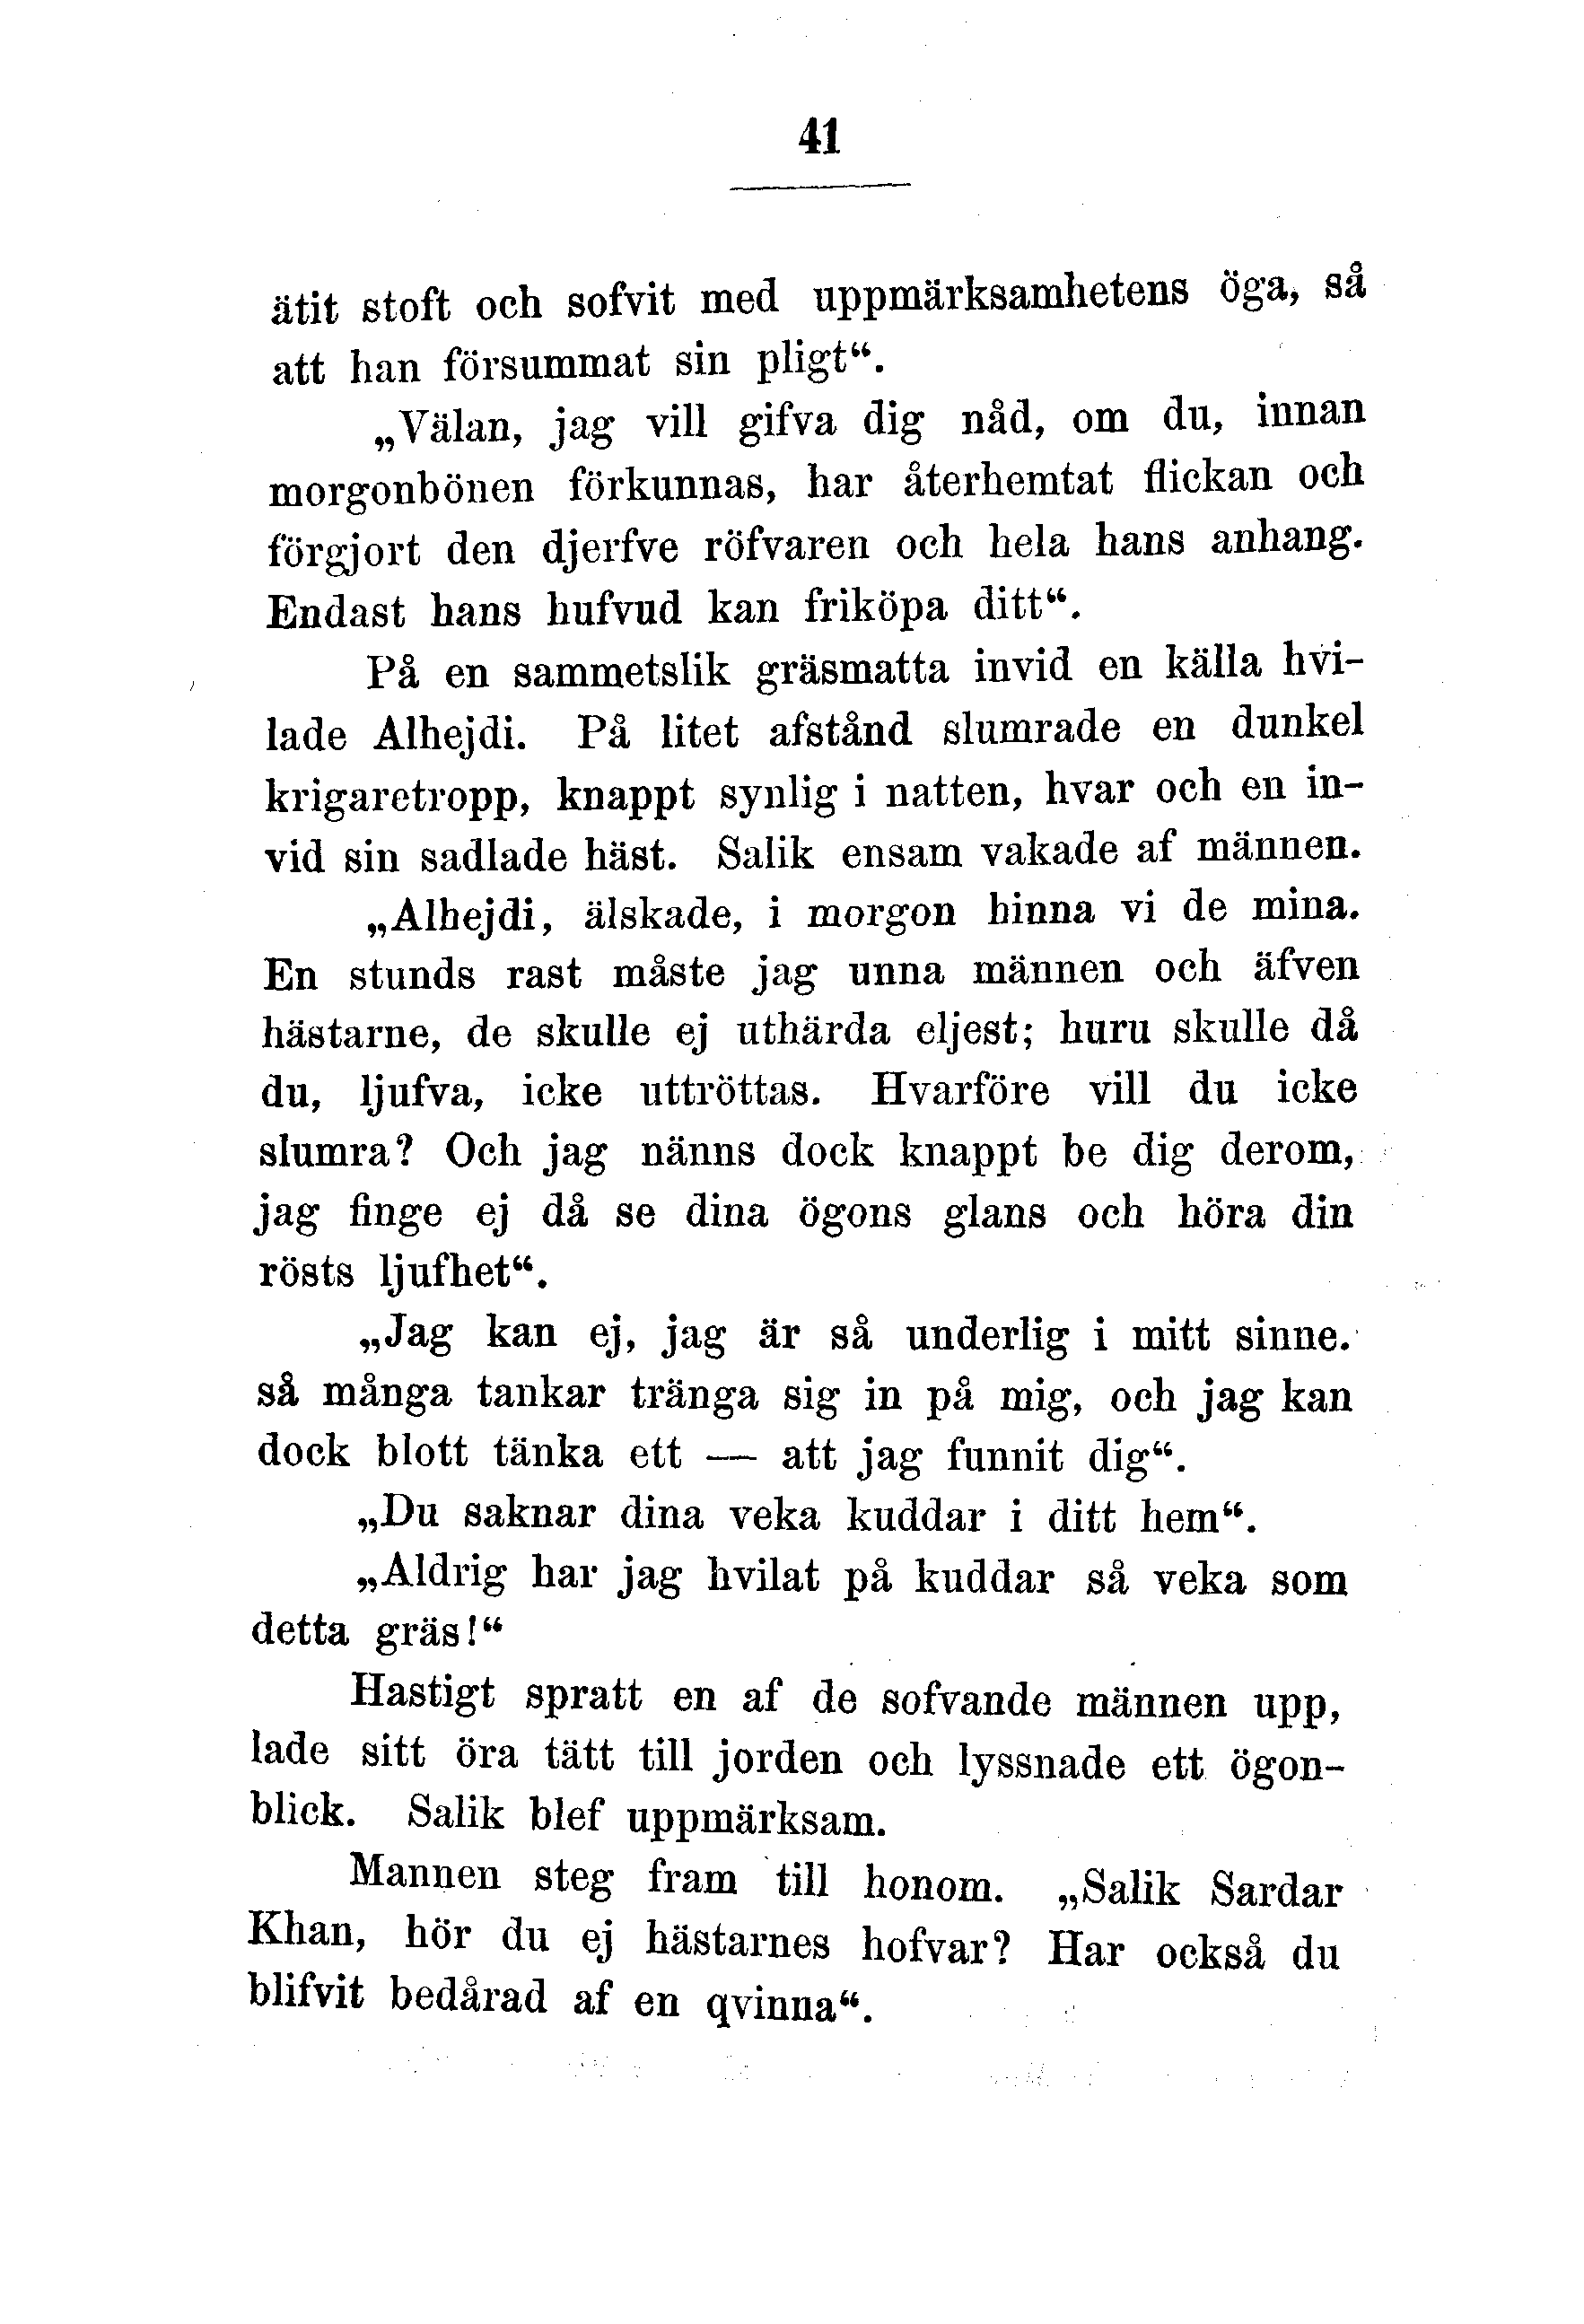 41
ätit stoft och sofvit med uppmärksamhetens öga, så
att han försummat sin pligt“.
„Välan, jag vill gifva dig nåd, om du, innan
morgonbönen förkunnas, har återhemtat flickan och
förgjort den djerfve röfvaren och hela hans anhang.
Endast hans hufvud kan friköpa ditt“.
På en sammetslik gräsmatta invid en källa hvi-
lade Alhejdi. På litet afstånd slumrade en dunkel
krigaretropp, knappt synlig i natten, hvar och en in-
vid sin sadlade häst. Salik ensam vakade af männen.
„Alhejdi, älskade, i morgon hinna vi de mina.
En stunds rast måste jag unna männen och äfven
hästarne, de skulle ej uthärda eljest; huru skulle då
du, ljufva, icke uttröttas. Hvarföre vill du icke
slumra? Och jag nänns dock knappt be dig derom,
jag finge ej då se dina ögons glans och höra din
rösts ljufhet“.
„Jag kan ej, jag är så underlig i mitt sinne.
så många tankar tränga sig in på mig, och jag kan
dock blott tänka ett — att jag funnit dig“.
„Du saknar dina veka kuddar i ditt hem“.
„Aldrig har jag hvilat på kuddar så veka som
detta gräs!“
Hastigt spratt en af de sofvande männen upp,
lade sitt öra tätt till jorden och lyssnade ett ögon-
blick. Salik blef uppmärksam.
Mannen steg fram till honom. „Salik Sardar
Khan, hör du ej hästarnes hofvar? Har också du
blifvit bedårad af en qvinna“.